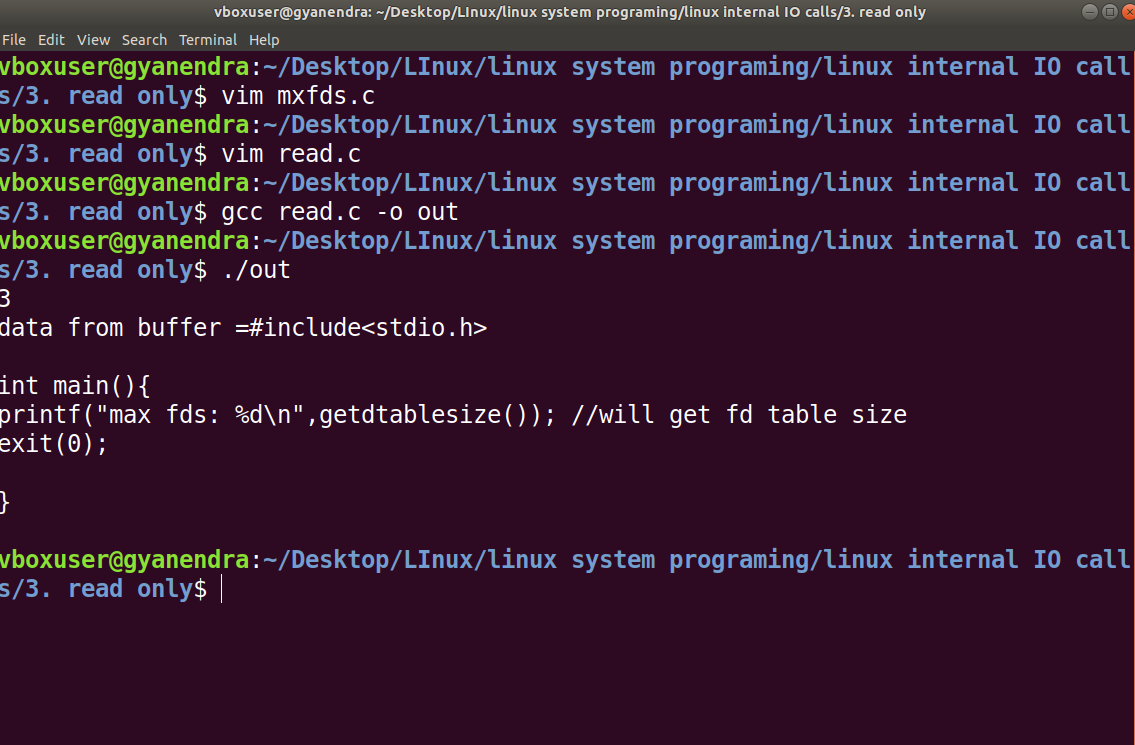 vboxuser@gyanendra: ~/Desktop/LInux/linux system programing/linux internal IO calls/3. read only
File Edit View Search Terminal Help
vboxuser@gyanendra:~/Desktop/LInux/linux system programing/linux internal IO call
s/3. read only$ vim mxfds.c
vboxuser@gyanendra:~/Desktop/LInux/linux system programing/linux internal IO call
s/3. read only$ vim read.c
vboxuser@gyanendra:~/Desktop/LInux/linux system programing/linux internal IO call
s/3. read only$ gcc read.c -o out
vboxuser@gyanendra:~/Desktop/LInux/linux system programing/linux internal IO call
s/3. read only$ ./out
3
data from buffer =#include<stdio.h>
int main(){
printf("max fds: %d\n",getdtablesize()); //will get fd table size
exit(0);
}
vboxuser@gyanendra:~/Desktop/LInux/linux system programing/linux internal IO call
s/3. read only$